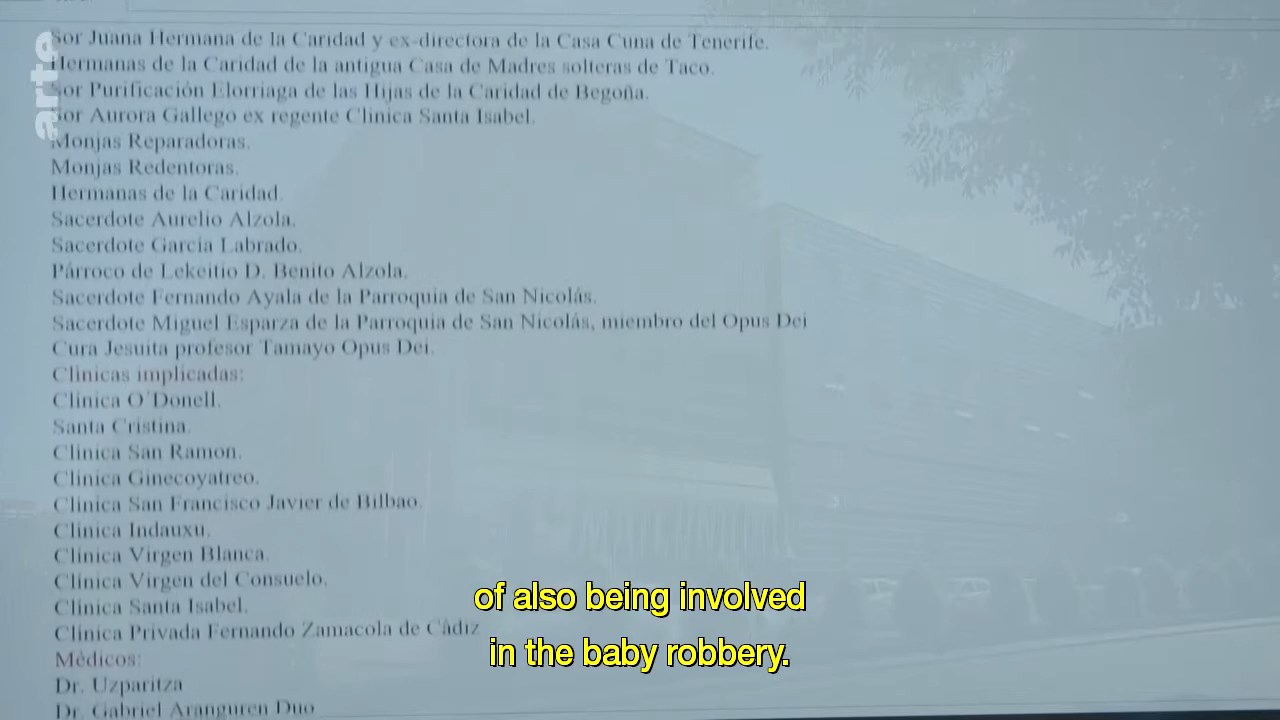 arte
Sor Juana Hermana de la Caridad y ex-directora de la Casa Cuna de Tenerife.
Hermanas de la Caridad de la antigua Casa de Madres solteras de Taco.
Sor Purificación Elorriaga de las Hijas de la Caridad de Begoña.
Sor Aurora Gallego ex regente Clinica Santa Isabel.
Monjas Reparadoras.
Monjas Redentoras.
Hermanas de la Caridad.
Sacerdote Aurelio Alzola.
Sacerdote García Labrado.
Párroco de Lekeitio D. Benito Alzola.
Sacerdote Fernando Ayala de la Parroquia de San Nicolás.
Sacerdote Miguel Esparza de la Parroquia de San Nicolás, miembro del Opus Dei
Cura Jesuita profesor Tamayo Opus Dei.
Clínicas implicadas:
Clínica O´Donell.
Santa Cristina.
Clínica San Ramon.
Clínica Ginecoyatreo.
Clínica San Francisco Javier de Bilbao.
Clínica Indauxu.
Clínica Virgen Blanca.
Clínica Virgen del Consuelo.
Clínica Santa Isabel.
Clínica Privada Fernando Zamacola de Cádiz
Médicos:
Dr. Uzparitza
Dr. Gabriel Aranguren Duo
of also being involved
in the baby robbery.